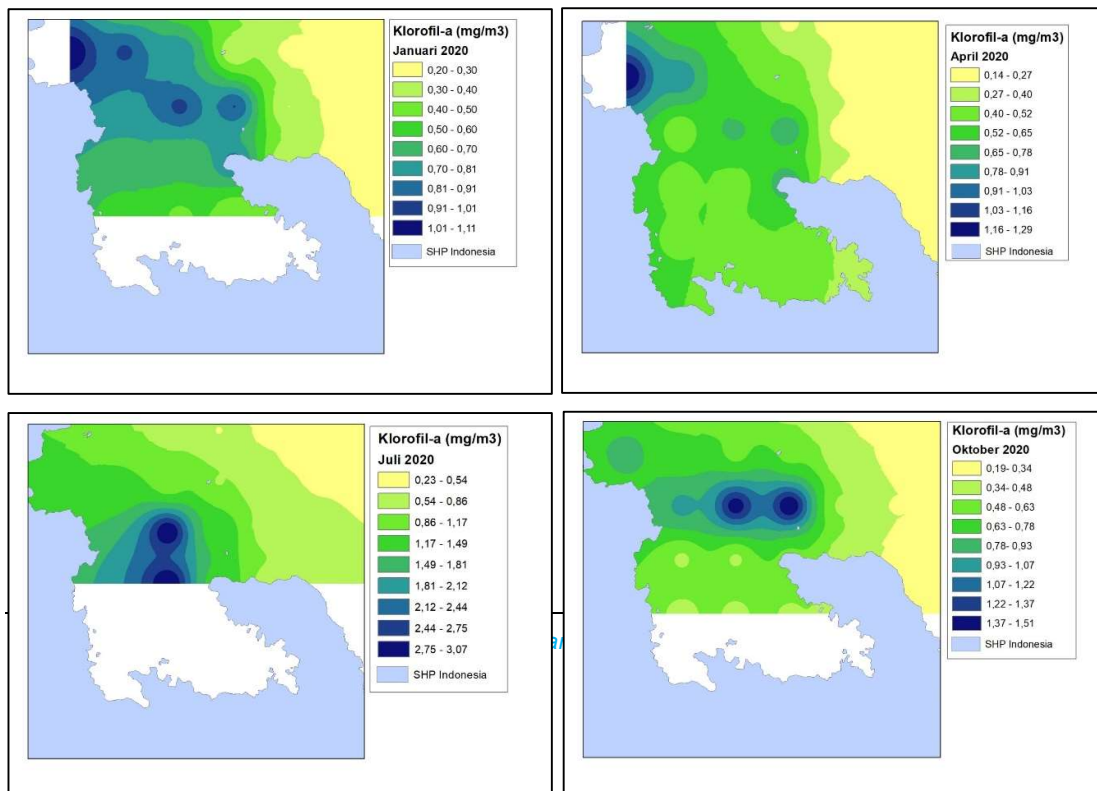 Klorofil-a (mg/m3)
Januari 2020
0,20 - 0,30
0,30 - 0,40
0,40 - 0,50
0,50 - 0,60
0,60 - 0,70
0,70 - 0,81
0,81 - 0,91
0,91 - 1,01
1,01 - 1,11
SHP Indonesia
Klorofil-a (mg/m3)
April 2020
0,14 - 0,27
0,27 - 0,40
0,40 - 0,52
0,52 - 0,65
0,65 - 0,78
0,78- 0,91
0,91 - 1,03
1,03 - 1,16
1,16 - 1,29
SHP Indonesia
Klorofil-a (mg/m3)
Juli 2020
0,23 - 0,54
0,54 - 0,86
0,86 - 1,17
1,17 - 1,49
1,49 - 1,81
1,81 - 2,12
2,12 - 2,44
2,44 - 2,75
2,75 - 3,07
SHP Indonesia
Klorofil-a (mg/m3)
Oktober 2020
0,19- 0,34
0,34- 0,48
0,48 - 0,63
0,63 - 0,78
0,78- 0,93
0,93 - 1,07
1,07 - 1,22
1,22 - 1,37
1,37 - 1,51
SHP Indonesia